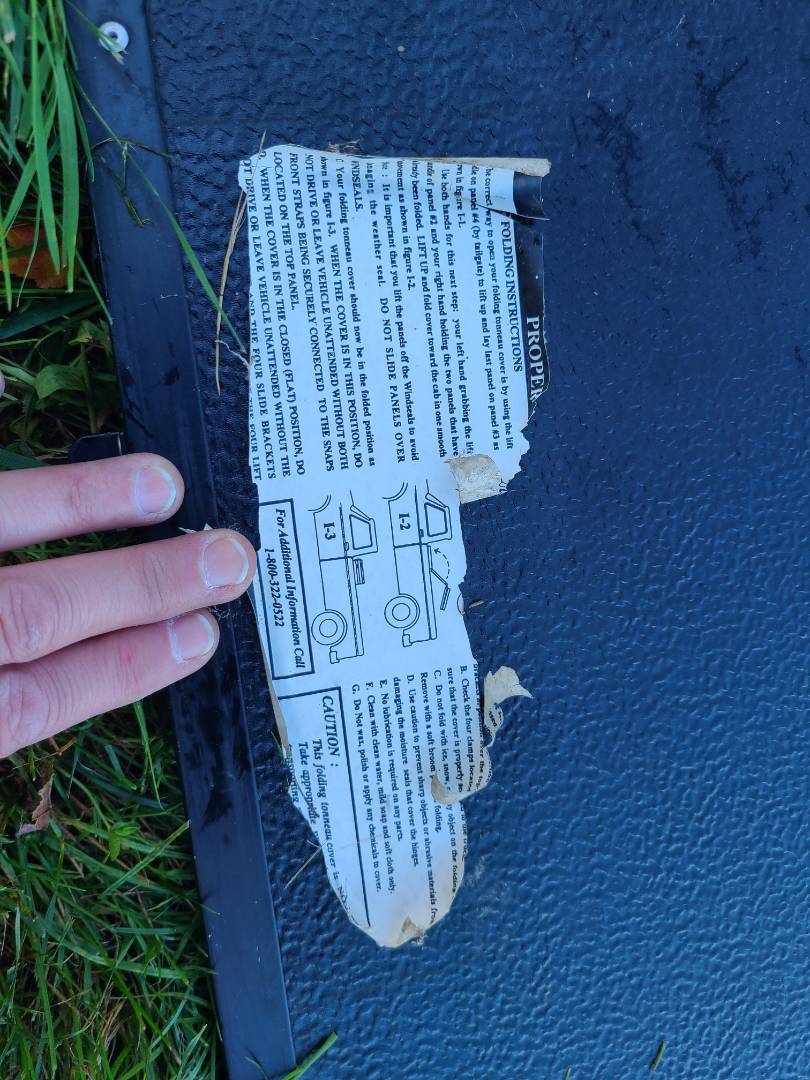 PROPE
FOLDING INSTRUCTIONS
correct way to open your folding tonneau cover is by using the lift
on panel #4 (by tailgate) to lift up and lay last panel on panel #3 as
in figure 1-1.
both hands for this next step: your left hand grabbing the lift
of panel #2 and your right hand holding the two panels that have
been folded. LIFT UP and fold cover toward the cab in one smooth
as shown in figure 1-2.
: It is important that you lift the panels off the Windseals to avoid
the weather seal. DO NOT SLIDE PANELS OVER
Your folding tonneau cover should now be in the folded position as
in figure 1-3. WHEN THE COVER IS IN THIS POSITION, DO
NOT DRIVE OR LEAVE VEHICLE UNATTENDED WITHOUT BOTH
FRONT STRAPS BEING SECURELY CONNECTED TO THE SNAPS
LOCATED ON THE TOP PANEL.
WHEN THE COVER IS IN THE CLOSED (FLAT) POSITION, DO
DRIVE OR LEAVE VEHICLE UNATTENDED WITHOUT THE
AND THE FOUR SLIDE BRACKETS
THE FOUR LIFT
1-2
1-3
For Additional Information Call
1-800-322-0522
B. Check the four clamps
sure that the cover is property
C. Do not fold with ice, snow, object on the folding
Remove with a soft broom folding.
D. Use caution to prevent sharp objects or abrasive materials
damaging the moisture seals that cover the hinges.
E. No lubrication is required on any parts.
F. Clean with clean water, mild soap and soft cloth only.
G. Do Not wax, polish or apply any chemicals to cover.
CAUTION :
This folding tonneau cover is
Take appropriate